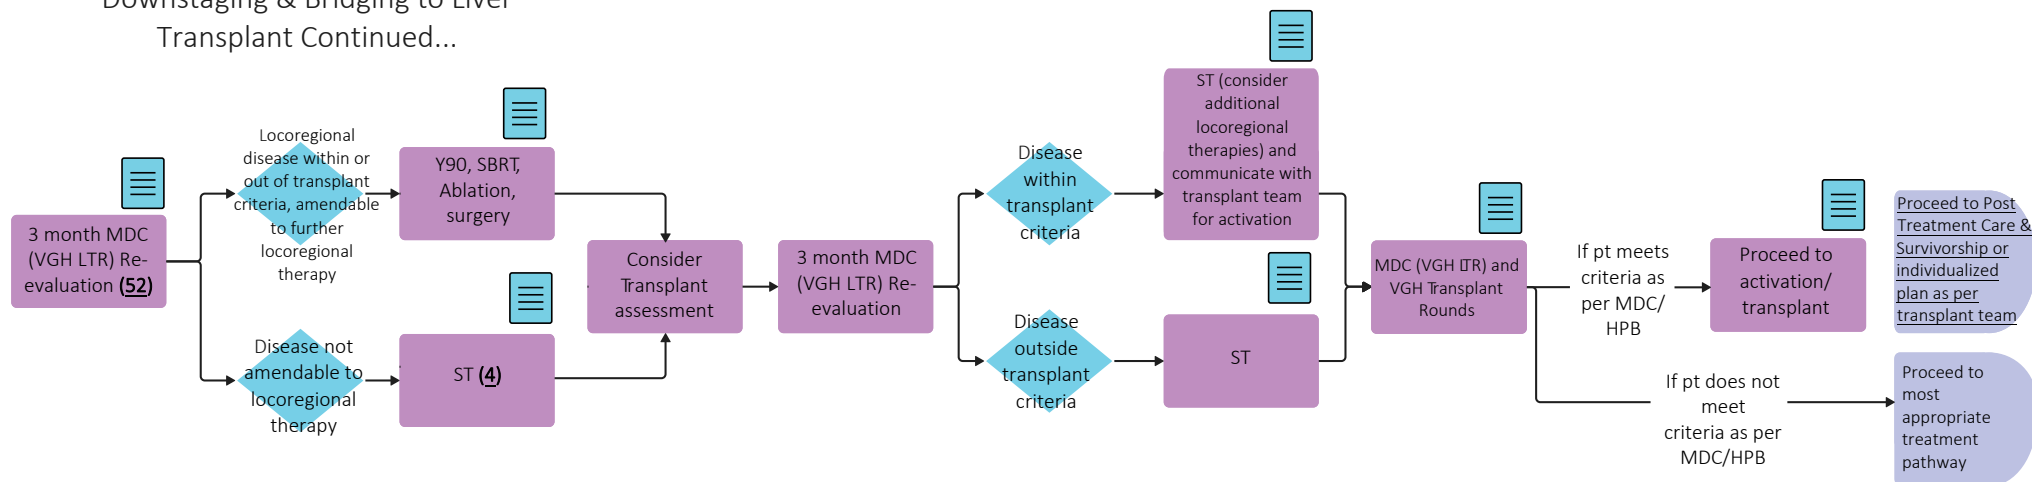 Downstaging & Bridging to Liver
Transplant Continued...
3 month MDC
(VGH LTR) Re-
evaluation (52)
Locoregional
disease within or
out of transplant
criteria, amendable
to further
locoregional
therapy
Y90, SBRT,
Ablation,
surgery
Disease not
amendable to
locoregional
therapy
ST (4)
Consider
Transplant
assessment
3 month MDC
(VGH LTR) Re-
evaluation
Disease
within
transplant
criteria
ST (consider
additional
locoregional
therapies) and
communicate with
transplant team
for activation
Disease
outside
transplant
criteria
ST
MDC (VGH LTR) and
VGH Transplant
Rounds
If pt meets
criteria as
per MDC/
HPB
Proceed to
activation/
transplant
Proceed to Post
Treatment Care &
Survivorship or
individualized
plan as per
transplant team
If pt does not
meet
criteria as per
MDC/HPB
Proceed to
most
appropriate
treatment
pathway